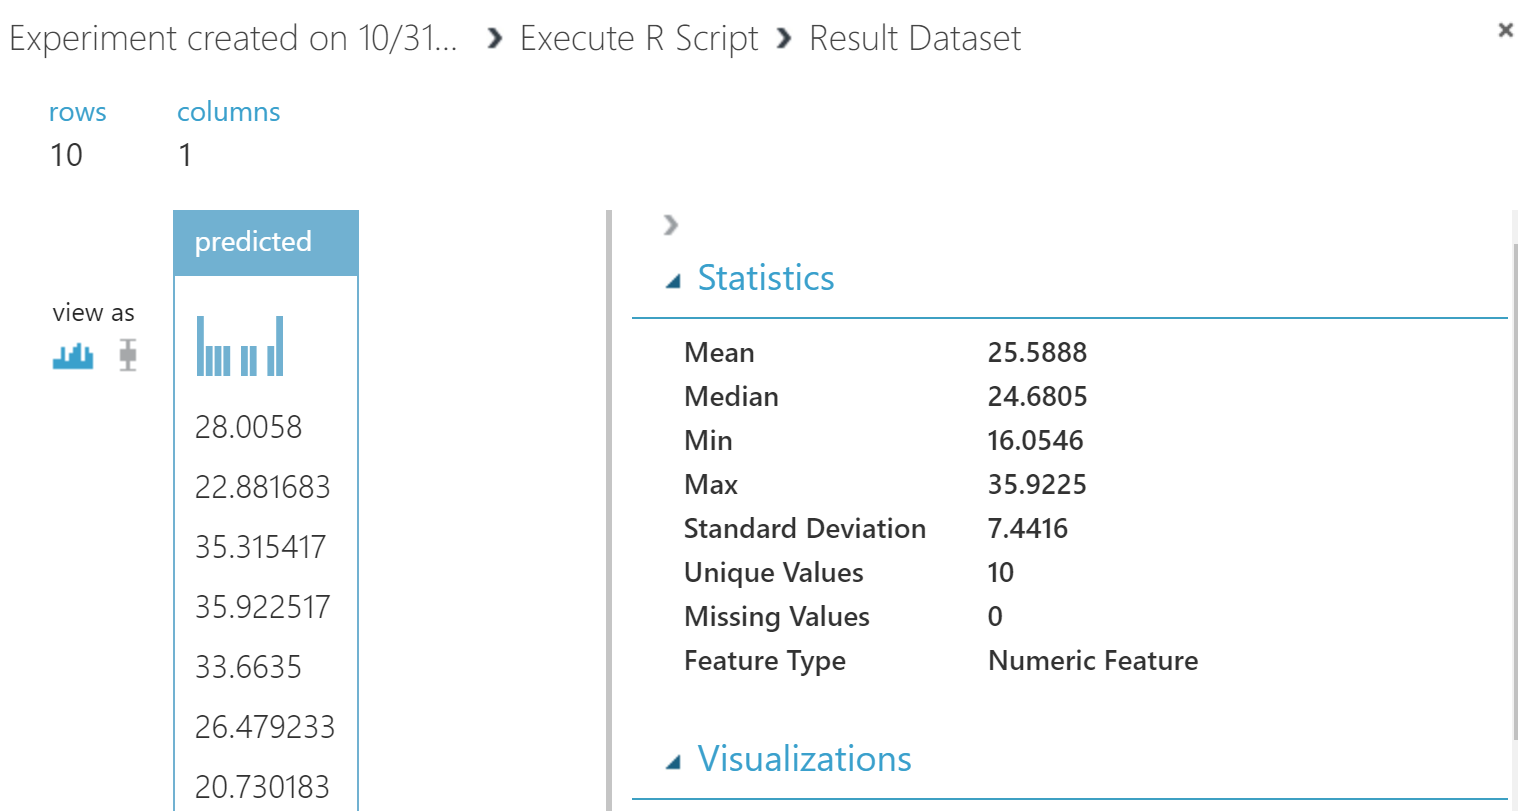 Experiment created on 10/31... › Execute R Script › Result Dataset
rows columns
10 1
predicted
view as
28.0058
22.881683
35.315417
35.922517
33.6635
26.479233
20.730183
Statistics
Mean 25.5888
Median 24.6805
Min 16.0546
Max 35.9225
Standard Deviation 7.4416
Unique Values 10
Missing Values 0
Feature Type Numeric Feature
Visualizations